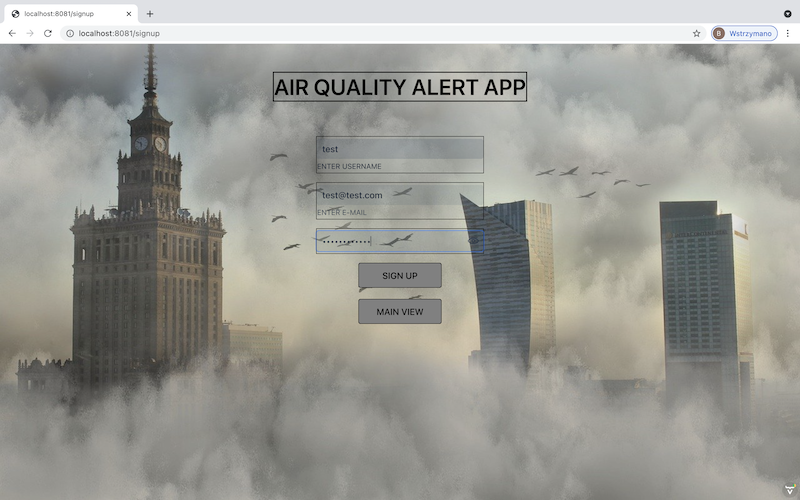 localhost:8081/signup
localhost:8081/signup
B Wstrzymano
AIR QUALITY ALERT APP
test
ENTER USERNAME
test@test.com
ENTER E-MAIL
••••••••••••
SIGN UP
MAIN VIEW